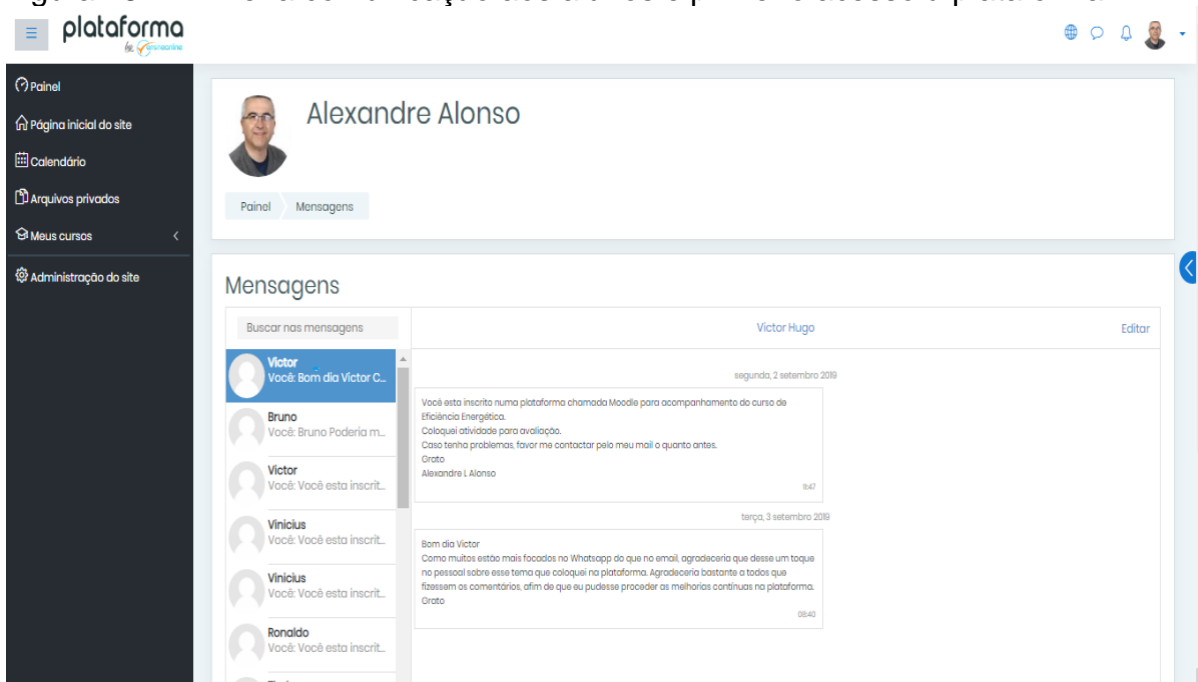 plataforma
Painel
Página inicial do site
Calendário
Arquivos privados
Meus cursos
Administração do site
Alexandre Alonso
Painel
Mensagens
Mensagens
Buscar nas mensagens
Victor Hugo
Editar
Victor
Você: Bom dia Victor C...
Bruno
Você: Bruno Poderia m...
Victor
Você: Você esta inscrit...
Vinicius
Você: Você esta inscrit...
Vinicius
Você: Você esta inscrit...
Ronaldo
Você: Você esta inscrit...
segunda, 2 setembro 2019
Você esta inscrito numa plataforma chamada Moodle para acompanhamento do curso de
Eficiência Energética.
Coloquei atividade para avaliação.
Caso tenha problemas, favor me contactar pelo meu mail o quanto antes.
Grato
Alexandre L Alonso
11:47
terça, 3 setembro 2019
Bom dia Victor
Como muitos estão mais focados no Whatsapp do que no email, agradeceria que desse um toque
no pessoal sobre esse tema que coloquei na plataforma. Agradeceria bastante a todos que
fizessem os comentários, afim de que eu pudesse proceder as melhorias contínuas na plataforma.
Grato
08:40